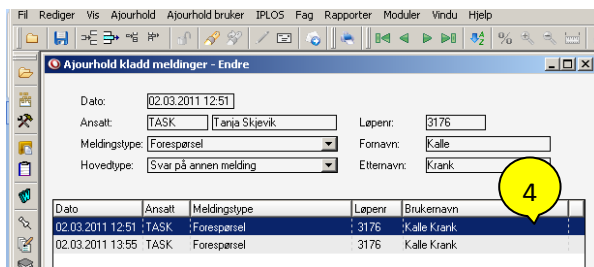 Fil Rediger Vis Ajourhold Ajourhold bruker IPLOS Fag Rapporter Moduler Vindu Hjelp
Ajourhold kladd meldinger - Endre
Dato: 02.03.2011 12:51
Ansatt: TASK Tanja Skjevik Løpenr: 3176
Meldingstype: Forespørsel Fornavn: Kalle
Hovedtype: Svar på annen melding Etternavn: Krank
4
Dato Ansatt Meldingstype Løpenr Brukernavn
02.03.2011 12:51 TASK Forespørsel 3176 Kalle Krank
02.03.2011 13:55 TASK Forespørsel 3176 Kalle Krank